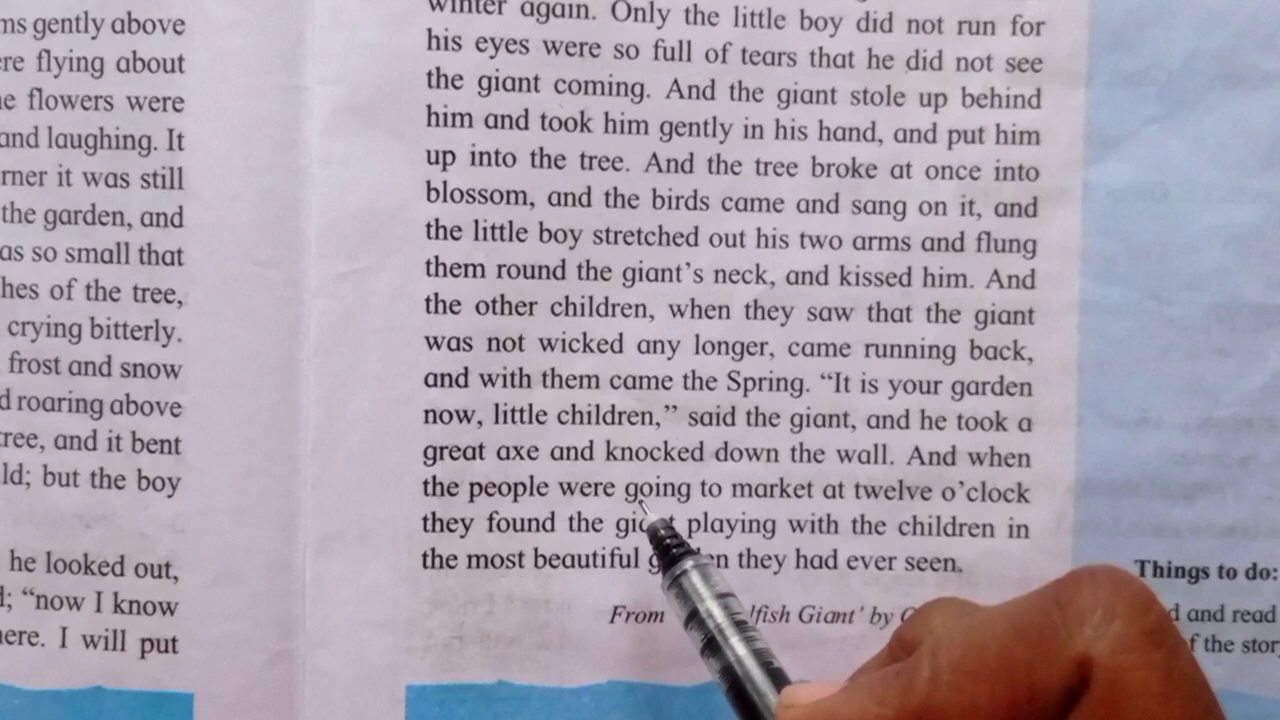 ms gently above
ere flying about
e flowers were
and laughing. It
rner it was still
the garden, and
as so small that
hes of the tree,
crying bitterly.
frost and snow
d roaring above
tree, and it bent
ld; but the boy
he looked out,
"now I know
here. I will put
winter again. Only the little boy did not run for
his eyes were so full of tears that he did not see
the giant coming. And the giant stole up behind
him and took him gently in his hand, and put him
up into the tree. And the tree broke at once into
blossom, and the birds came and sang on it, and
the little boy stretched out his two arms and flung
them round the giant's neck, and kissed him. And
the other children, when they saw that the giant
was not wicked any longer, came running back,
and with them came the Spring. "It is your garden
now, little children," said the giant, and he took a
great axe and knocked down the wall. And when
the people were going to market at twelve o'clock
they found the giant playing with the children in
the most beautiful en they had ever seen.
From lfish Giant' by
Things to do:
d and read
f the stor